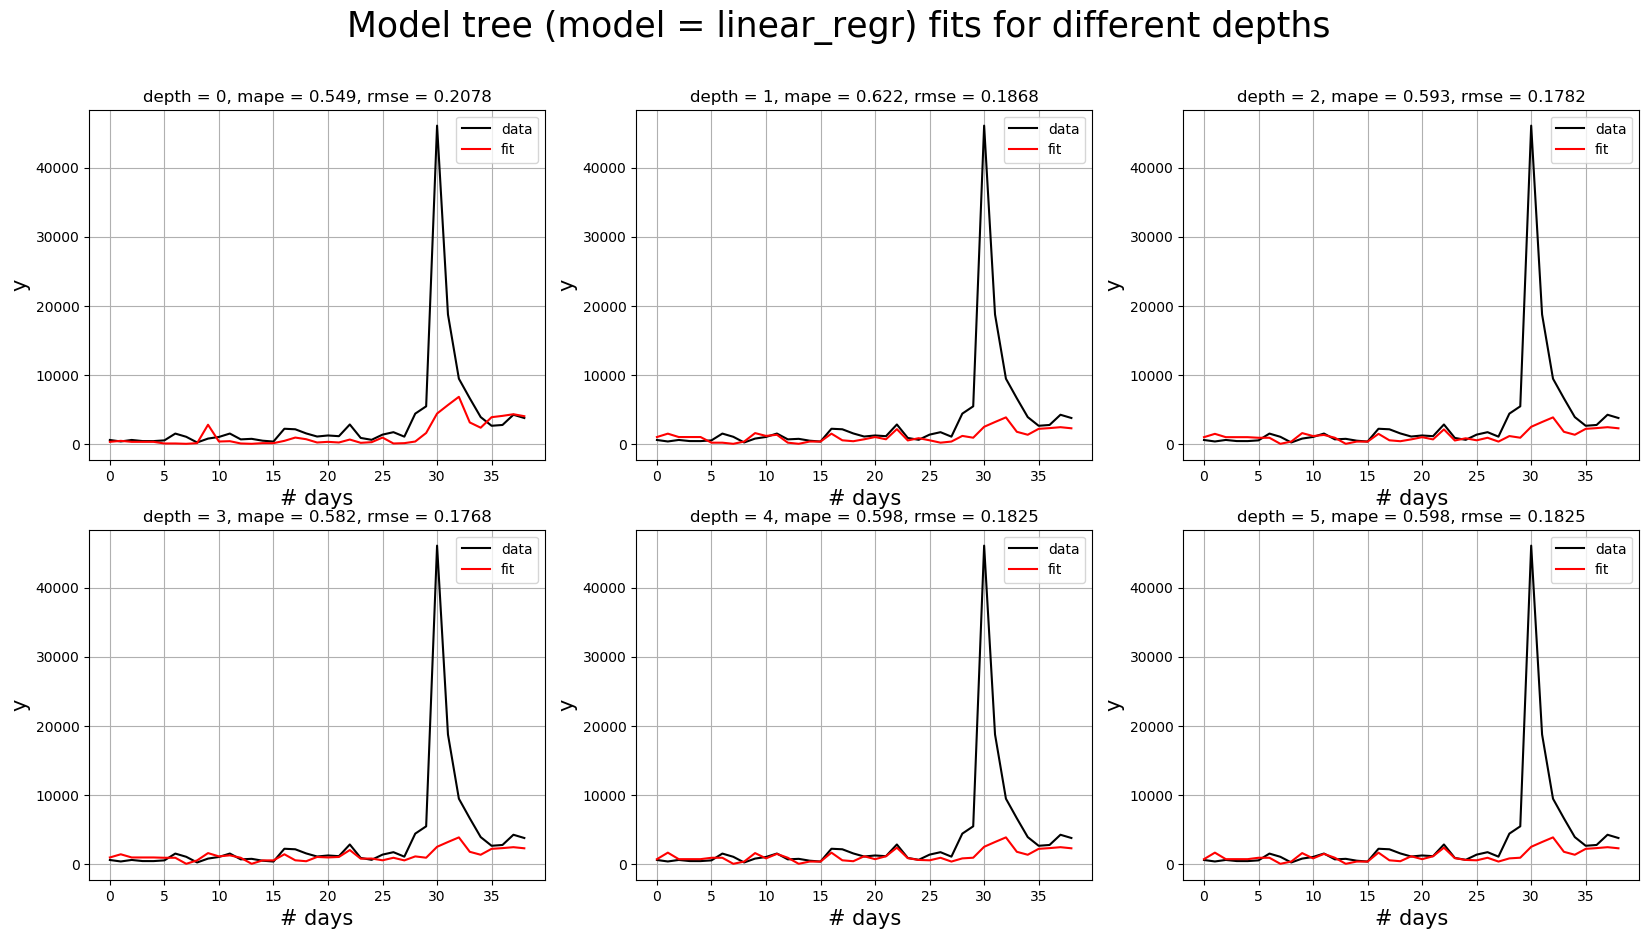 Model tree (model = linear_regr) fits for different depths
depth = 0, mape = 0.549, rmse = 0.2078
data
fit
40000
30000
20000
10000
0
y
0 5 10 15 20 25 30 35
# days
depth = 1, mape = 0.622, rmse = 0.1868
data
fit
40000
30000
20000
10000
0
y
0 5 10 15 20 25 30 35
# days
depth = 2, mape = 0.593, rmse = 0.1782
data
fit
40000
30000
20000
10000
0
y
0 5 10 15 20 25 30 35
# days
depth = 3, mape = 0.582, rmse = 0.1768
data
fit
40000
30000
20000
10000
0
y
0 5 10 15 20 25 30 35
# days
depth = 4, mape = 0.598, rmse = 0.1825
data
fit
40000
30000
20000
10000
0
y
0 5 10 15 20 25 30 35
# days
depth = 5, mape = 0.598, rmse = 0.1825
data
fit
40000
30000
20000
10000
0
y
0 5 10 15 20 25 30 35
# days